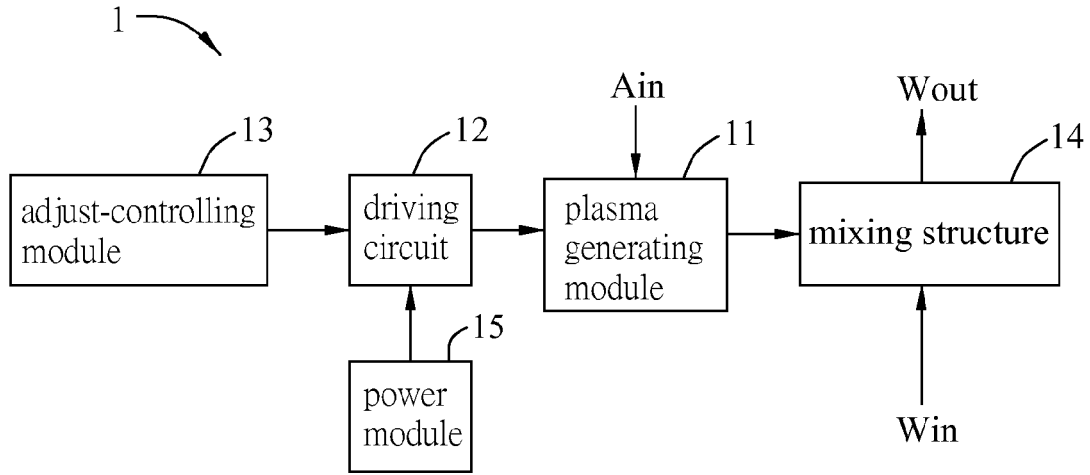 1
Ain
Wout
13
12
11
14
adjust-controlling
module
driving
circuit
plasma
generating
module
mixing structure
15
power
module
Win